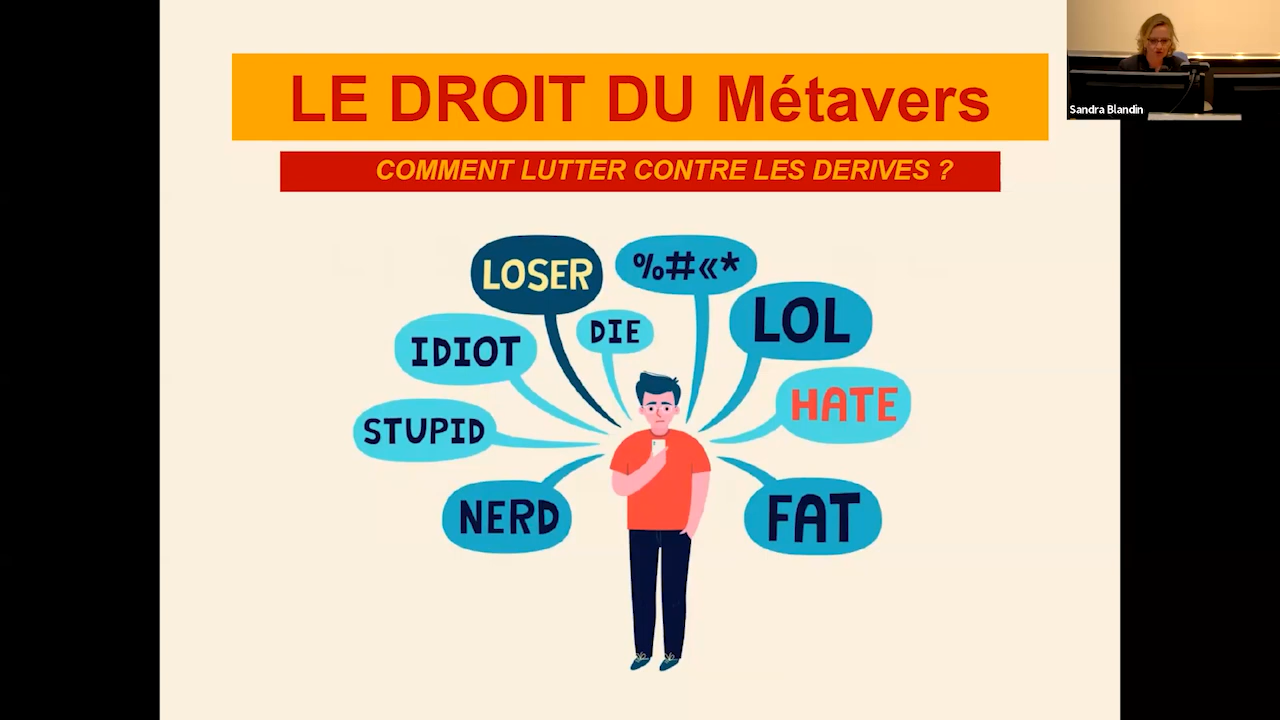 LE DROIT DU Métavers
COMMENT LUTTER CONTRE LES DERIVES ?
LOSER
%#«*
DIE
LOL
IDIOT
HATE
STUPID
NERD
FAT
Sandra Blandin